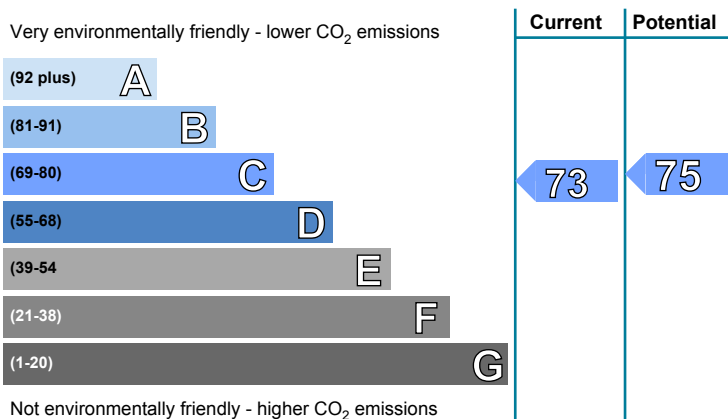 Current Potential
Very environmentally friendly - lower CO₂ emissions
(92 plus) A
(81-91) B
(69-80) C 73 75
(55-68) D
(39-54 E
(21-38) F
(1-20) G
Not environmentally friendly - higher CO₂ emissions